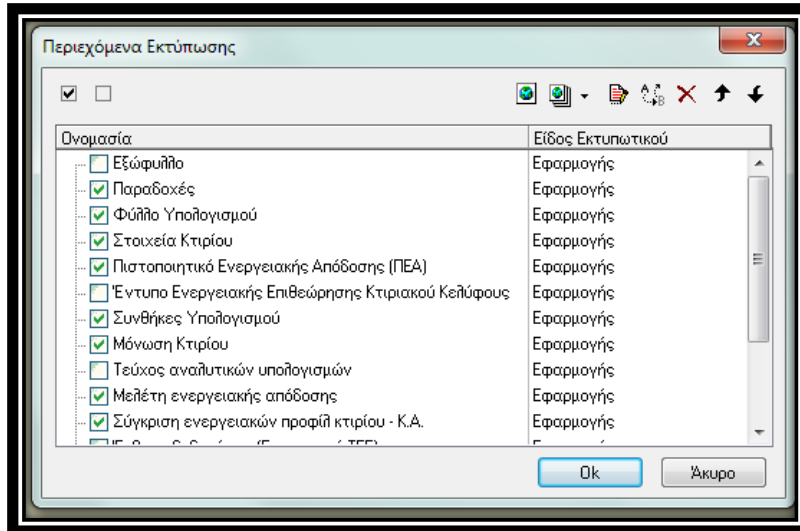 Περιεχόμενα Εκτύπωσης
Ονομασία Είδος Εκτυπωτικού
Εξώφυλλο Εφαρμογής
Παραδοχές Εφαρμογής
Φύλλο Υπολογισμού Εφαρμογής
Στοιχεία Κτιρίου Εφαρμογής
Πιστοποιητικό Ενεργειακής Απόδοσης (ΠΕΑ) Εφαρμογής
Έντυπο Ενεργειακής Επιθεώρησης Κτιριακού Κελύφους Εφαρμογής
Συνθήκες Υπολογισμού Εφαρμογής
Μόνωση Κτιρίου Εφαρμογής
Τεύχος αναλυτικών υπολογισμών Εφαρμογής
Μελέτη ενεργειακής απόδοσης Εφαρμογής
Σύγκριση ενεργειακών προφίλ κτιρίου - Κ.Α. Εφαρμογής
Ok Άκυρο